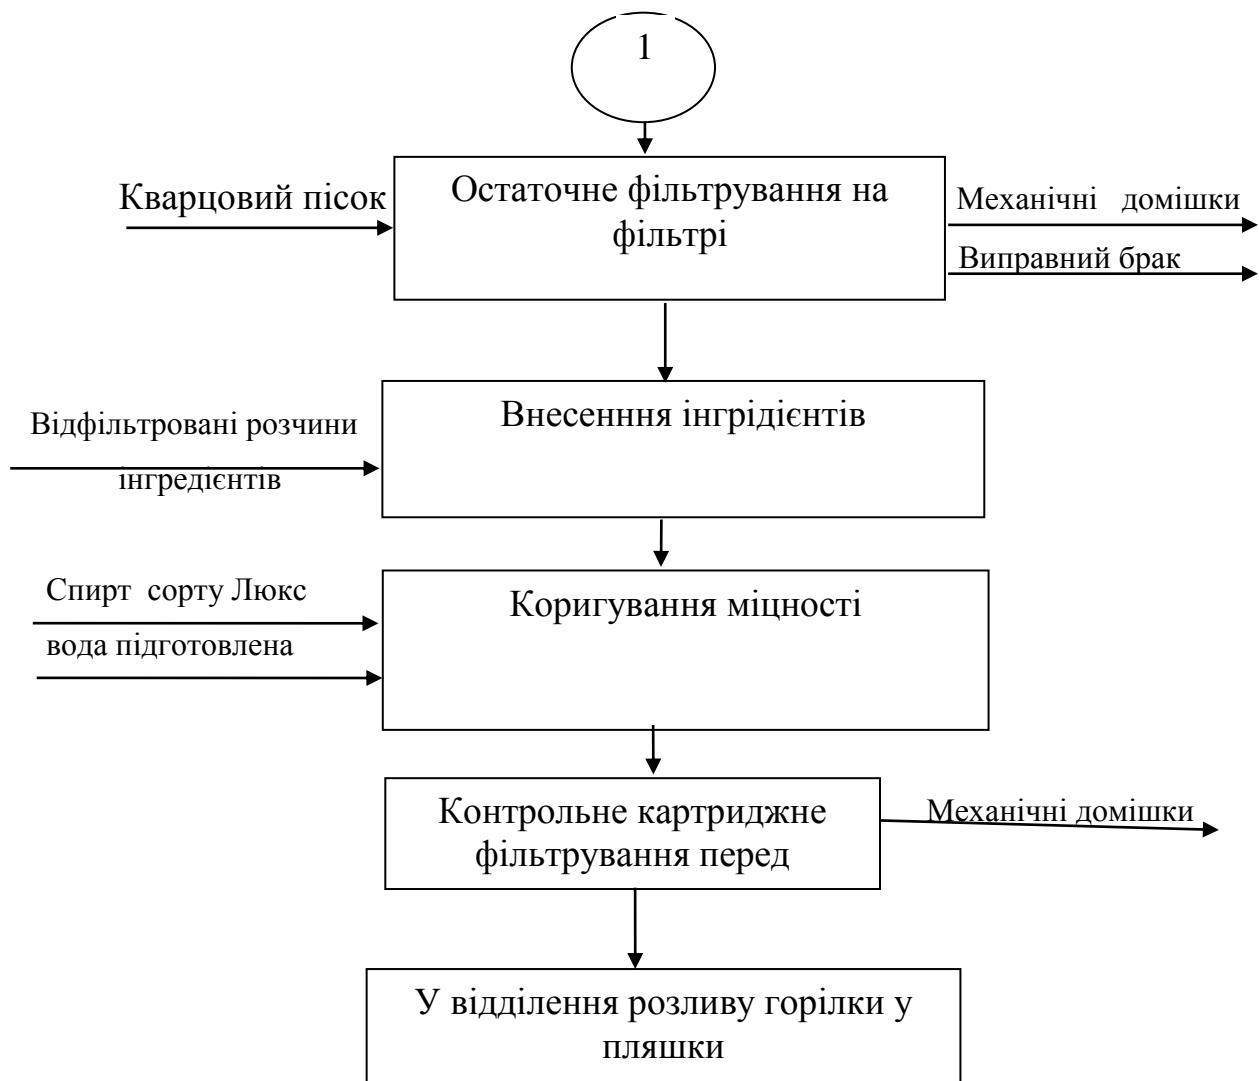 1
Кварцовий пісок
Остаточне фільтрування на
фільтрі
Механічні домішки
Виправний брак
Відфільтровані розчини
інгредієнтів
Внесенння інгрідієнтів
Спирт сорту Люкс
вода підготовлена
Коригування міцності
Контрольне картриджне
фільтрування перед
Механічні домішки
У відділення розливу горілки у
пляшки